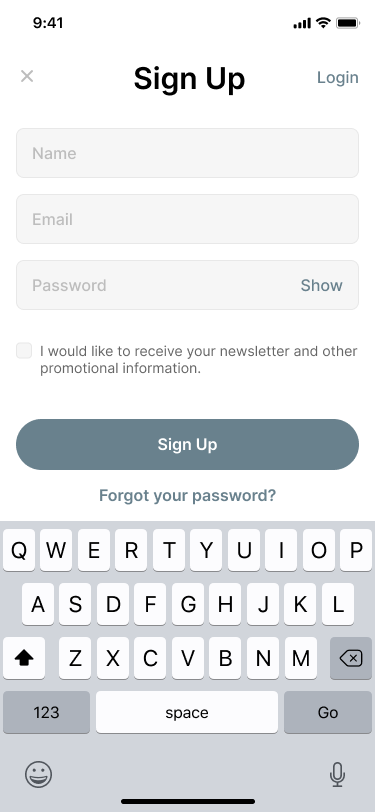 9:41
Sign Up
Login
Name
Email
Password
Show
I would like to receive your newsletter and other
promotional information.
Sign Up
Forgot your password?
Q W E R T Y U I O P
A S D F G H J K L
Z X C V B N M
123 space Go